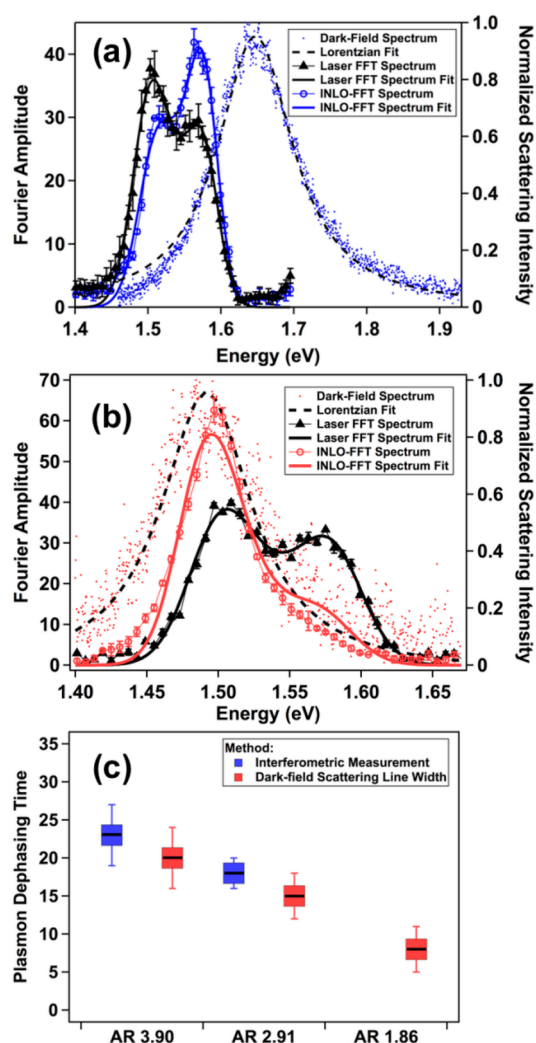 (a)
Dark-Field Spectrum
Lorentzian Fit
Laser FFT Spectrum
Laser FFT Spectrum Fit
INLO-FFT Spectrum
INLO-FFT Spectrum Fit
Fourier Amplitude
40
30
20
10
0
Normalized Scattering Intensity
1.0
0.8
0.6
0.4
0.2
0
1.4 1.5 1.6 1.7 1.8 1.9
Energy (eV)
(b)
Dark-Field Spectrum
Lorentzian Fit
Laser FFT Spectrum
Laser FFT Spectrum Fit
INLO-FFT Spectrum
INLO-FFT Spectrum Fit
Fourier Amplitude
70
60
50
40
30
20
10
0
Normalized Scattering Intensity
1.0
0.8
0.6
0.4
0.2
0
1.40 1.45 1.50 1.55 1.60 1.65
Energy (eV)
(c)
Method:
Interferometric Measurement
Dark-field Scattering Line Width
Plasmon Dephasing Time
35
30
25
20
15
10
5
0
AR 3.90 AR 2.91 AR 1.86